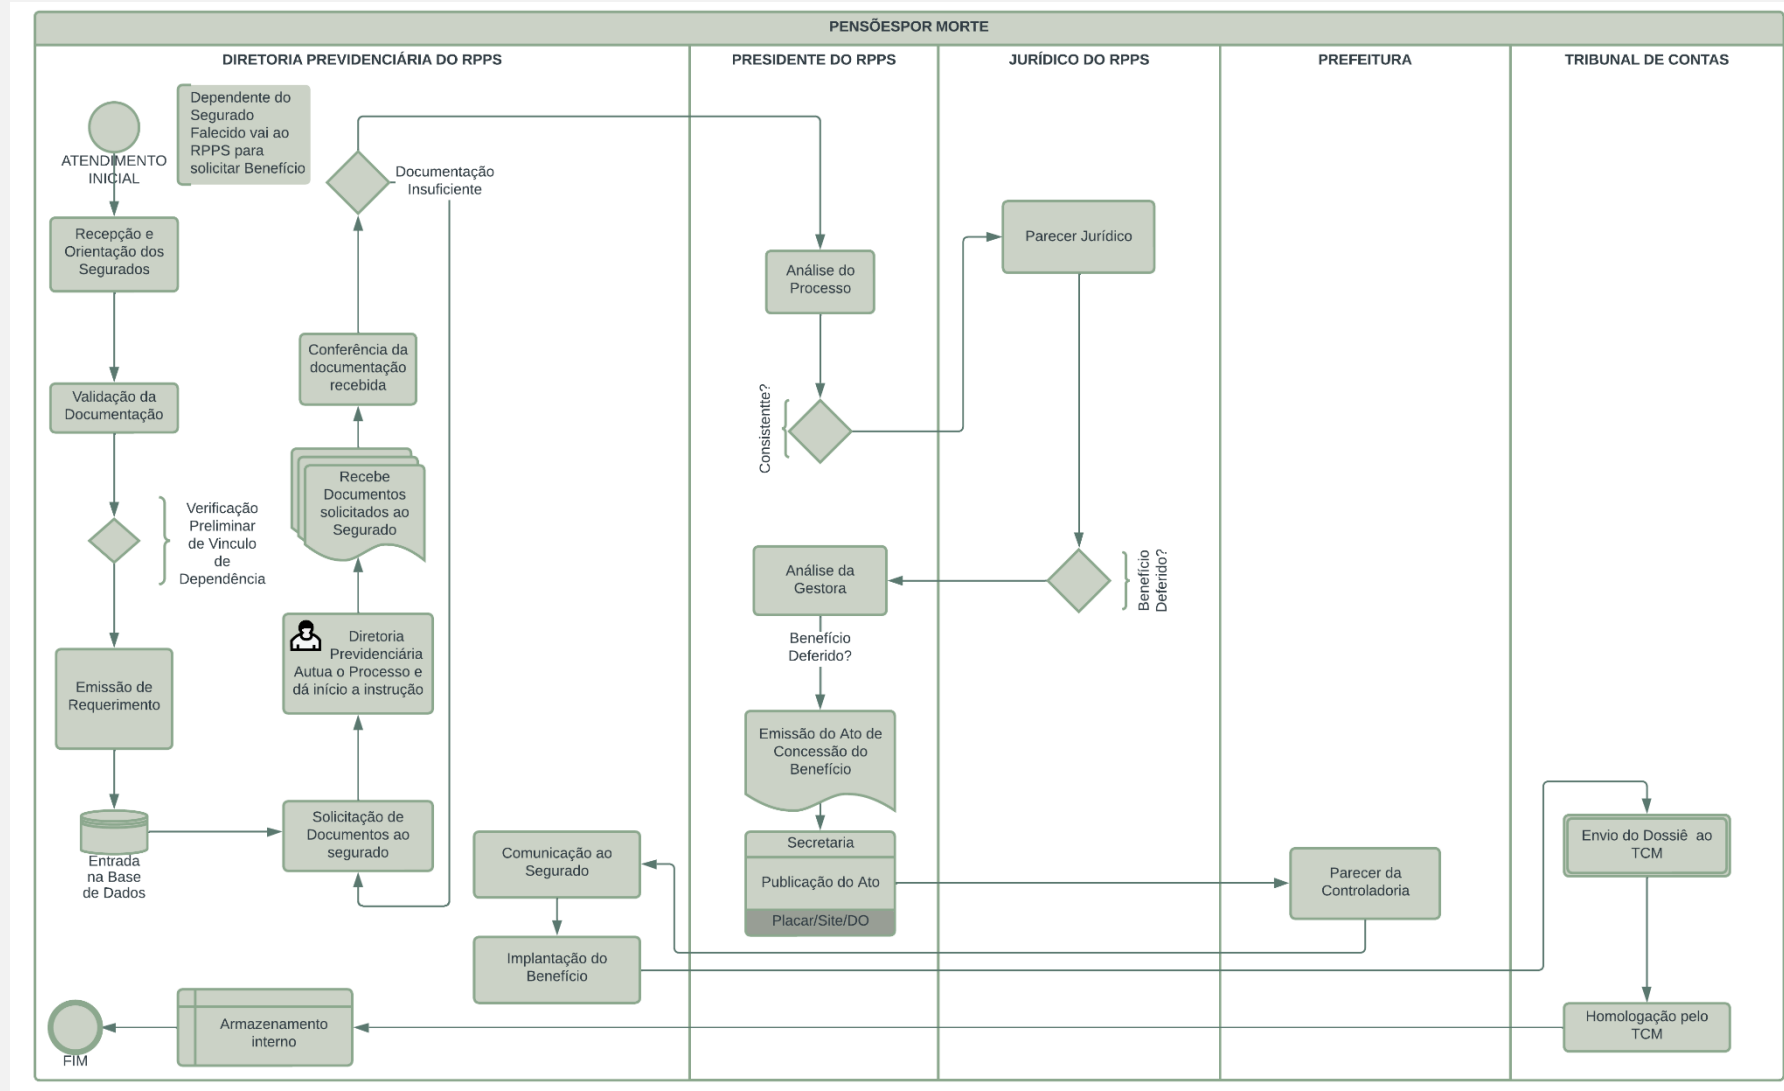 PENSÕESPOR MORTE
DIRETORIA PREVIDENCIÁRIA DO RPPS
PRESIDENTE DO RPPS
JURÍDICO DO RPPS
PREFEITURA
TRIBUNAL DE CONTAS
Dependente do
Segurado
Falecido vai ao
RPPS para
solicitar Benefício
ATENDIMENTO
INICIAL
Recepção e
Orientação dos
Segurados
Validação da
Documentação
Verificação
Preliminar
de Vinculo
de
Dependência
Emissão de
Requerimento
Entrada
na Base
de Dados
Solicitação de
Documentos ao
segurado
Diretoria
Previdenciária
Autua o Processo e
dá início a instrução
Recebe
Documentos
solicitados ao
Segurado
Conferência da
documentação
recebida
Documentação
Insuficiente
Análise do
Processo
Consistentte?
Parecer Jurídico
Benefício
Deferido?
Análise da
Gestora
Benefício
Deferido?
Emissão do Ato de
Concessão do
Benefício
Secretaria
Publicação do Ato
Placar/Site/DO
Parecer da
Controladoria
Comunicação ao
Segurado
Implantação do
Benefício
Envio do Dossiê ao
TCM
Homologação pelo
TCM
Armazenamento
interno
FIM